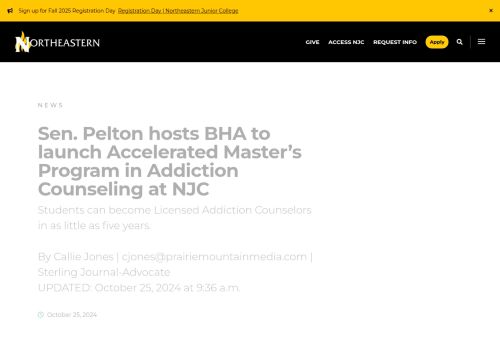 Sign up for Fall 2025 Registration Day Registration Day | Northeastern Junior College ×
NORTHEASTERN GIVE ACCESS NJC REQUEST INFO Apply
NEWS
Sen. Pelton hosts BHA to
launch Accelerated Master’s
Program in Addiction
Counseling at NJC
Students can become Licensed Addiction Counselors
in as little as five years.
By Callie Jones | cjones@prairiemountainmedia.com |
Sterling Journal-Advocate
UPDATED: October 25, 2024 at 9:36 a.m.
October 25, 2024